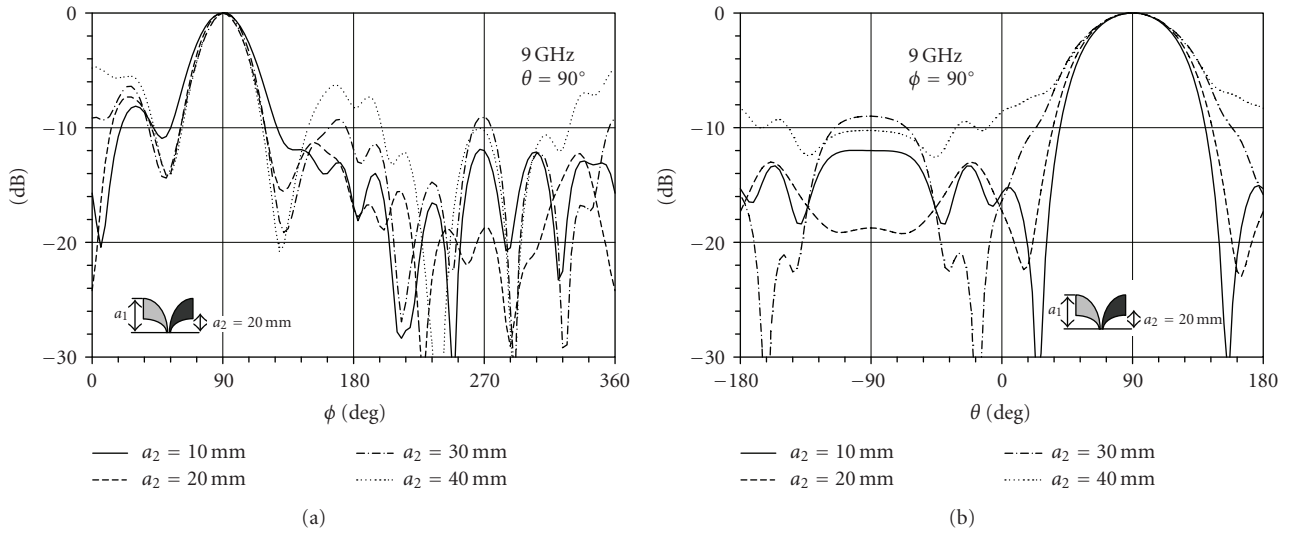 0
−10
−20
−30
(dB)
9 GHz
θ = 90°
a₁
a₂ = 20 mm
0 90 180 270 360
ϕ (deg)
a₂ = 10 mm
a₂ = 20 mm
a₂ = 30 mm
a₂ = 40 mm
(a)
0
−10
−20
−30
(dB)
9 GHz
ϕ = 90°
a₁
a₂ = 20 mm
−180 −90 0 90 180
θ (deg)
a₂ = 10 mm
a₂ = 20 mm
a₂ = 30 mm
a₂ = 40 mm
(b)